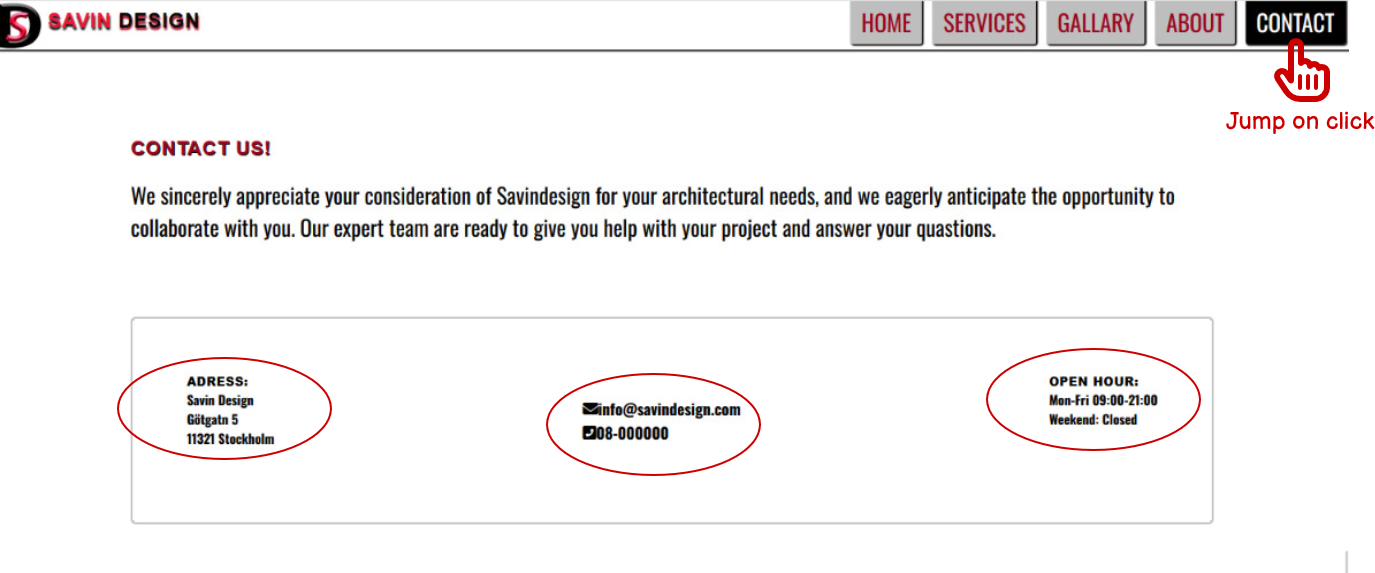 SAVIN DESIGN
HOME SERVICES GALLARY ABOUT CONTACT
Jump on click
CONTACT US!
We sincerely appreciate your consideration of Savindesign for your architectural needs, and we eagerly anticipate the opportunity to
collaborate with you. Our expert team are ready to give you help with your project and answer your quastions.
ADRESS:
Savin Design
Götgatn 5
11321 Stockholm
info@savindesign.com
08-000000
OPEN HOUR:
Mon-Fri 09:00-21:00
Weekend: Closed